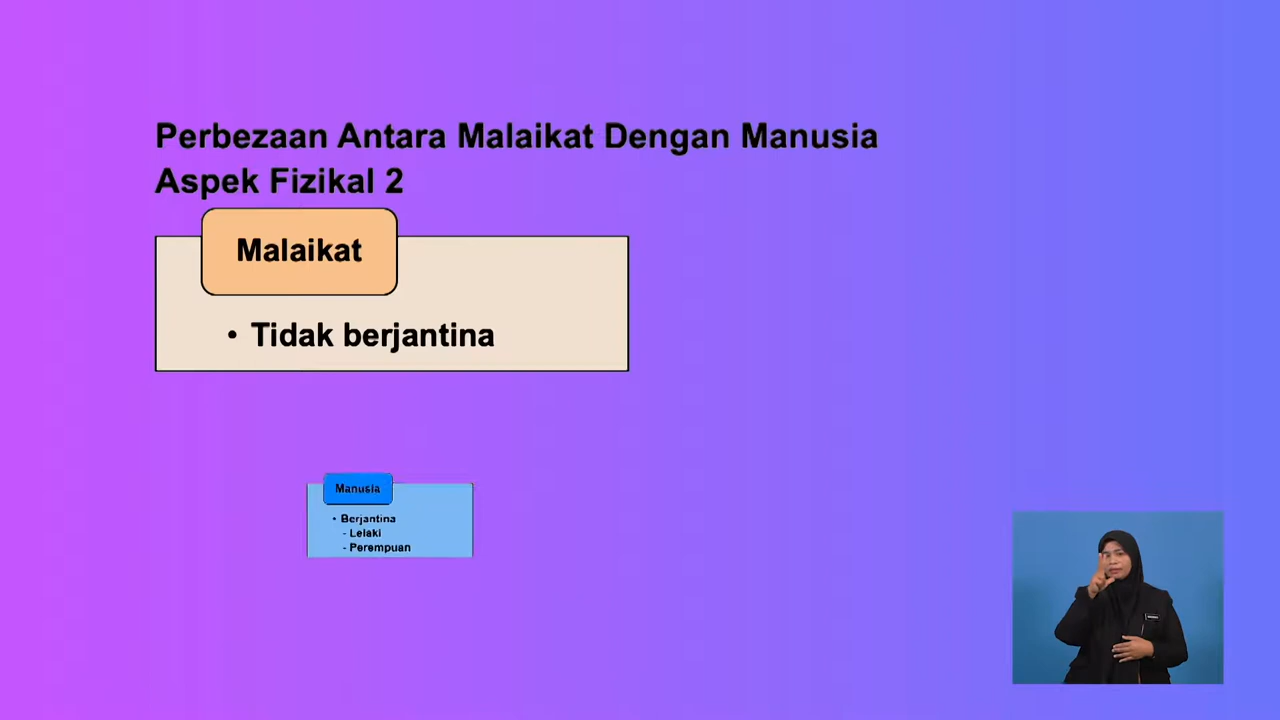 Perbezaan Antara Malaikat Dengan Manusia
Aspek Fizikal 2
Malaikat
• Tidak berjantina
Manusia
• Berjantina
- Lelaki
- Perempuan